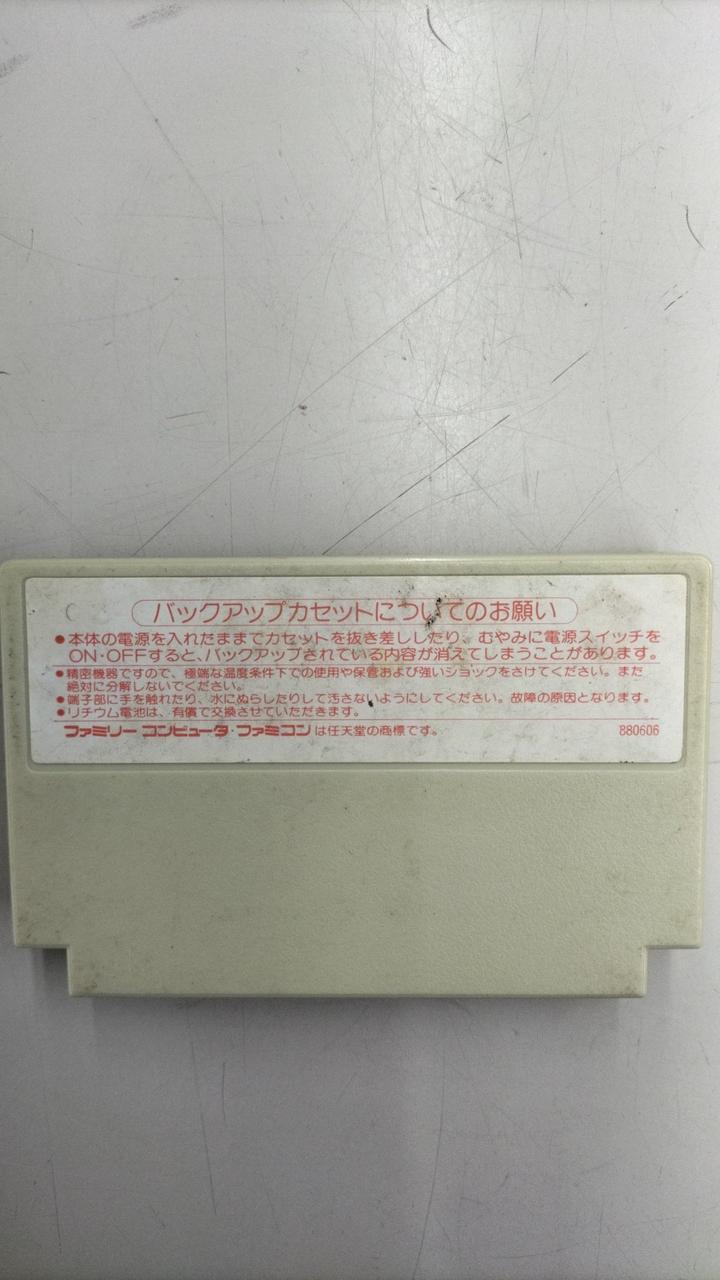 バックアップカセットについてのお願い
●本体の電源を入れたままでカセットを抜き差ししたり、むやみに電源スイッチを
ON・OFFすると、バックアップされている内容が消えてしまうことがあります。
●精密機器ですので、極端な温度条件下での使用や保管および強いショックをさけてください。また
絶対に分解しないでください。
●端子部に手を触れたり、水にぬらしたりして汚さないようにしてください。故障の原因となります。
●リチウム電池は、有償で交換させていただきます。
ファミリーコンピュータ・ファミコンは任天堂の商標です。 880606